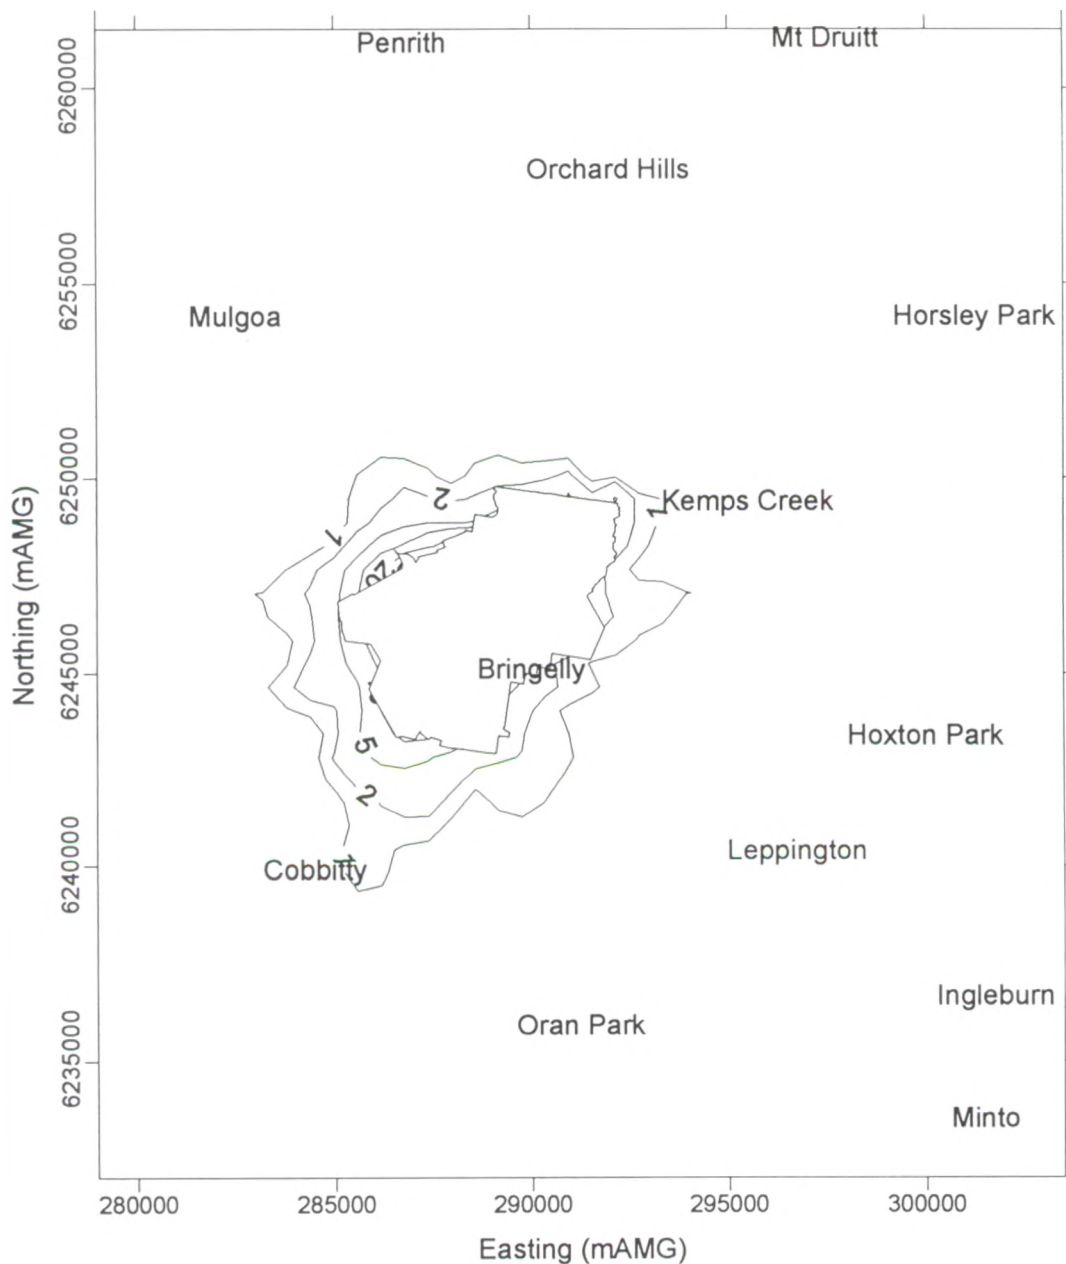 Penrith
Mt Druitt
6260000
Orchard Hills
6255000
Mulgoa
Horsley Park
6250000
2
Kemps Creek
1
1
20
Northing (mAMG)
6245000
Bringelly
5
Hoxton Park
2
6240000
Cobbitty
1
Leppington
Ingleburn
Oran Park
6235000
Minto
280000
285000
290000
295000
300000
Easting (mAMG)